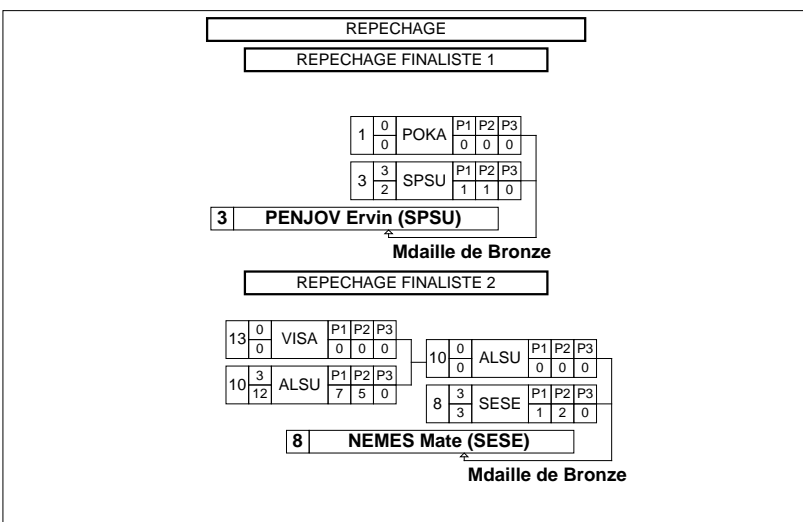 REPECHAGE
REPECHAGE FINALISTE 1
1 0 POKA P1 P2 P3
0 0 0 0
3 3 SPSU P1 P2 P3
2 1 1 0
3 PENJOV Ervin (SPSU)
Mdaille de Bronze
REPECHAGE FINALISTE 2
13 0 VISA P1 P2 P3
0 0 0 0
10 3 ALSU P1 P2 P3
12 7 5 0
10 0 ALSU P1 P2 P3
0 0 0 0
8 3 SESE P1 P2 P3
3 1 2 0
8 NEMES Mate (SESE)
Mdaille de Bronze